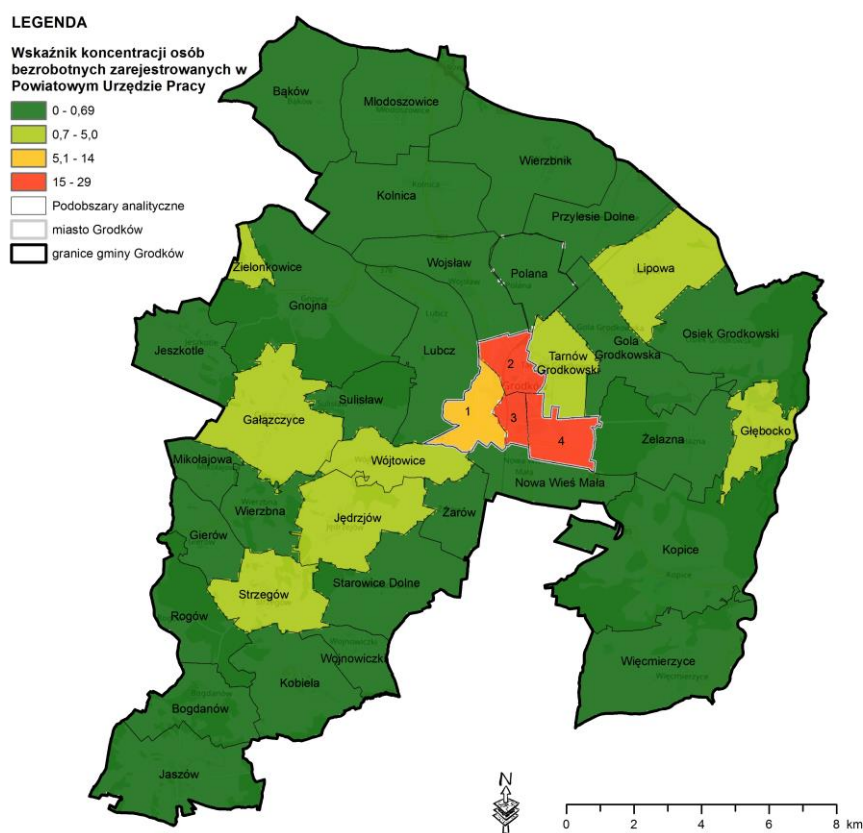 LEGENDA
Wskaźnik koncentracji osób
bezrobotnych zarejestrowanych w
Powiatowym Urzędzie Pracy
0 - 0,69
0,7 - 5,0
5,1 - 14
15 - 29
Podobszary analityczne
miasto Grodków
granice gminy Grodków
Bąków
Młodoszowice
Wierzbnik
Kolnica
Przylesie Dolne
Zielonkowice
Wojsław
Polana
Lipowa
Gnojna
Jeszkotle
Lubcz
2
Tarnów
Grodkowski
Gola
Grodkowska
Osiek Grodkowski
Sulisław
Gałązczyce
1
3
4
Żelazna
Głębocko
Mikołajowa
Wójtowice
Nowa Wieś Mała
Wierzbna
Jędrzjów
Żarów
Gierów
Kopice
Strzegów
Starowice Dolne
Rogów
Wojnowiczki
Kobiela
Więcmierzyce
Bogdanów
Jaszów
N
0 2 4 6 8 km